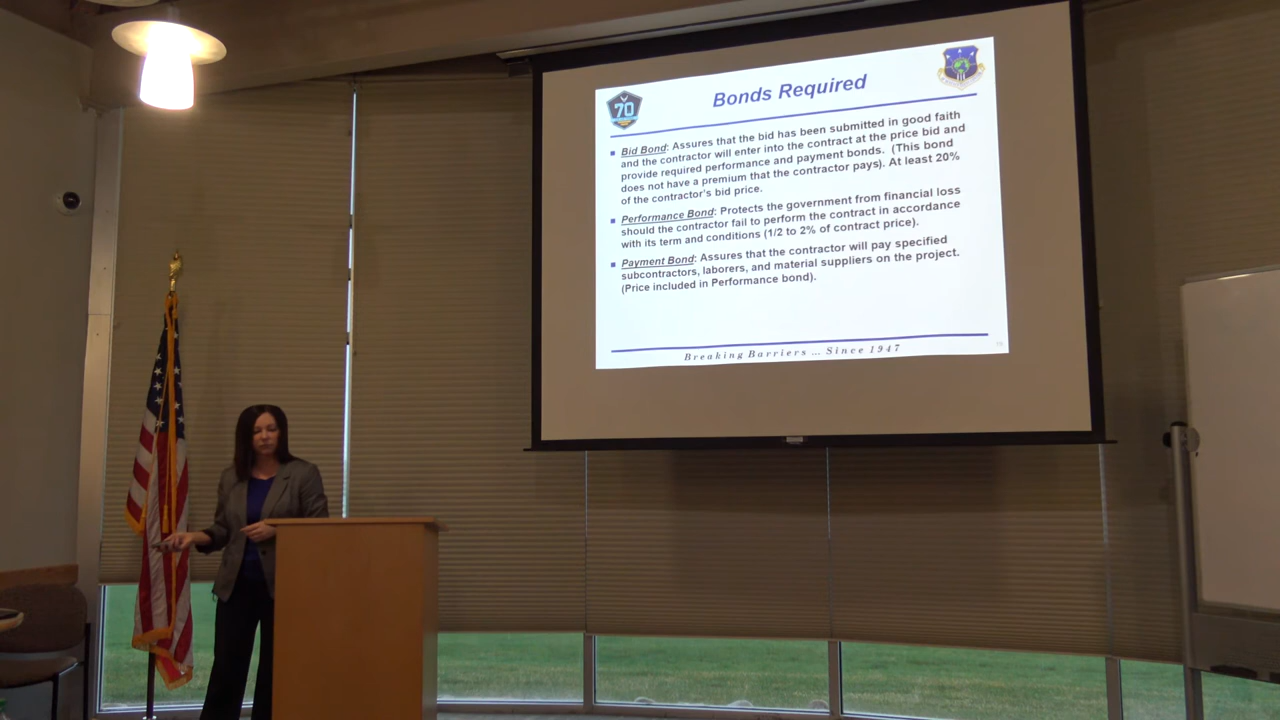 70
Bonds Required
Bid Bond: Assures that the bid has been submitted in good faith
and the contractor will enter into the contract at the price bid and
provide required performance and payment bonds. (This bond
does not have a premium that the contractor pays). At least 20%
of the contractor's bid price.
Performance Bond: Protects the government from financial loss
should the contractor fail to perform the contract in accordance
with its term and conditions (1/2 to 2% of contract price).
Payment Bond: Assures that the contractor will pay specified
subcontractors, laborers, and material suppliers on the project.
(Price included in Performance bond).
Breaking Barriers ... Since 1947